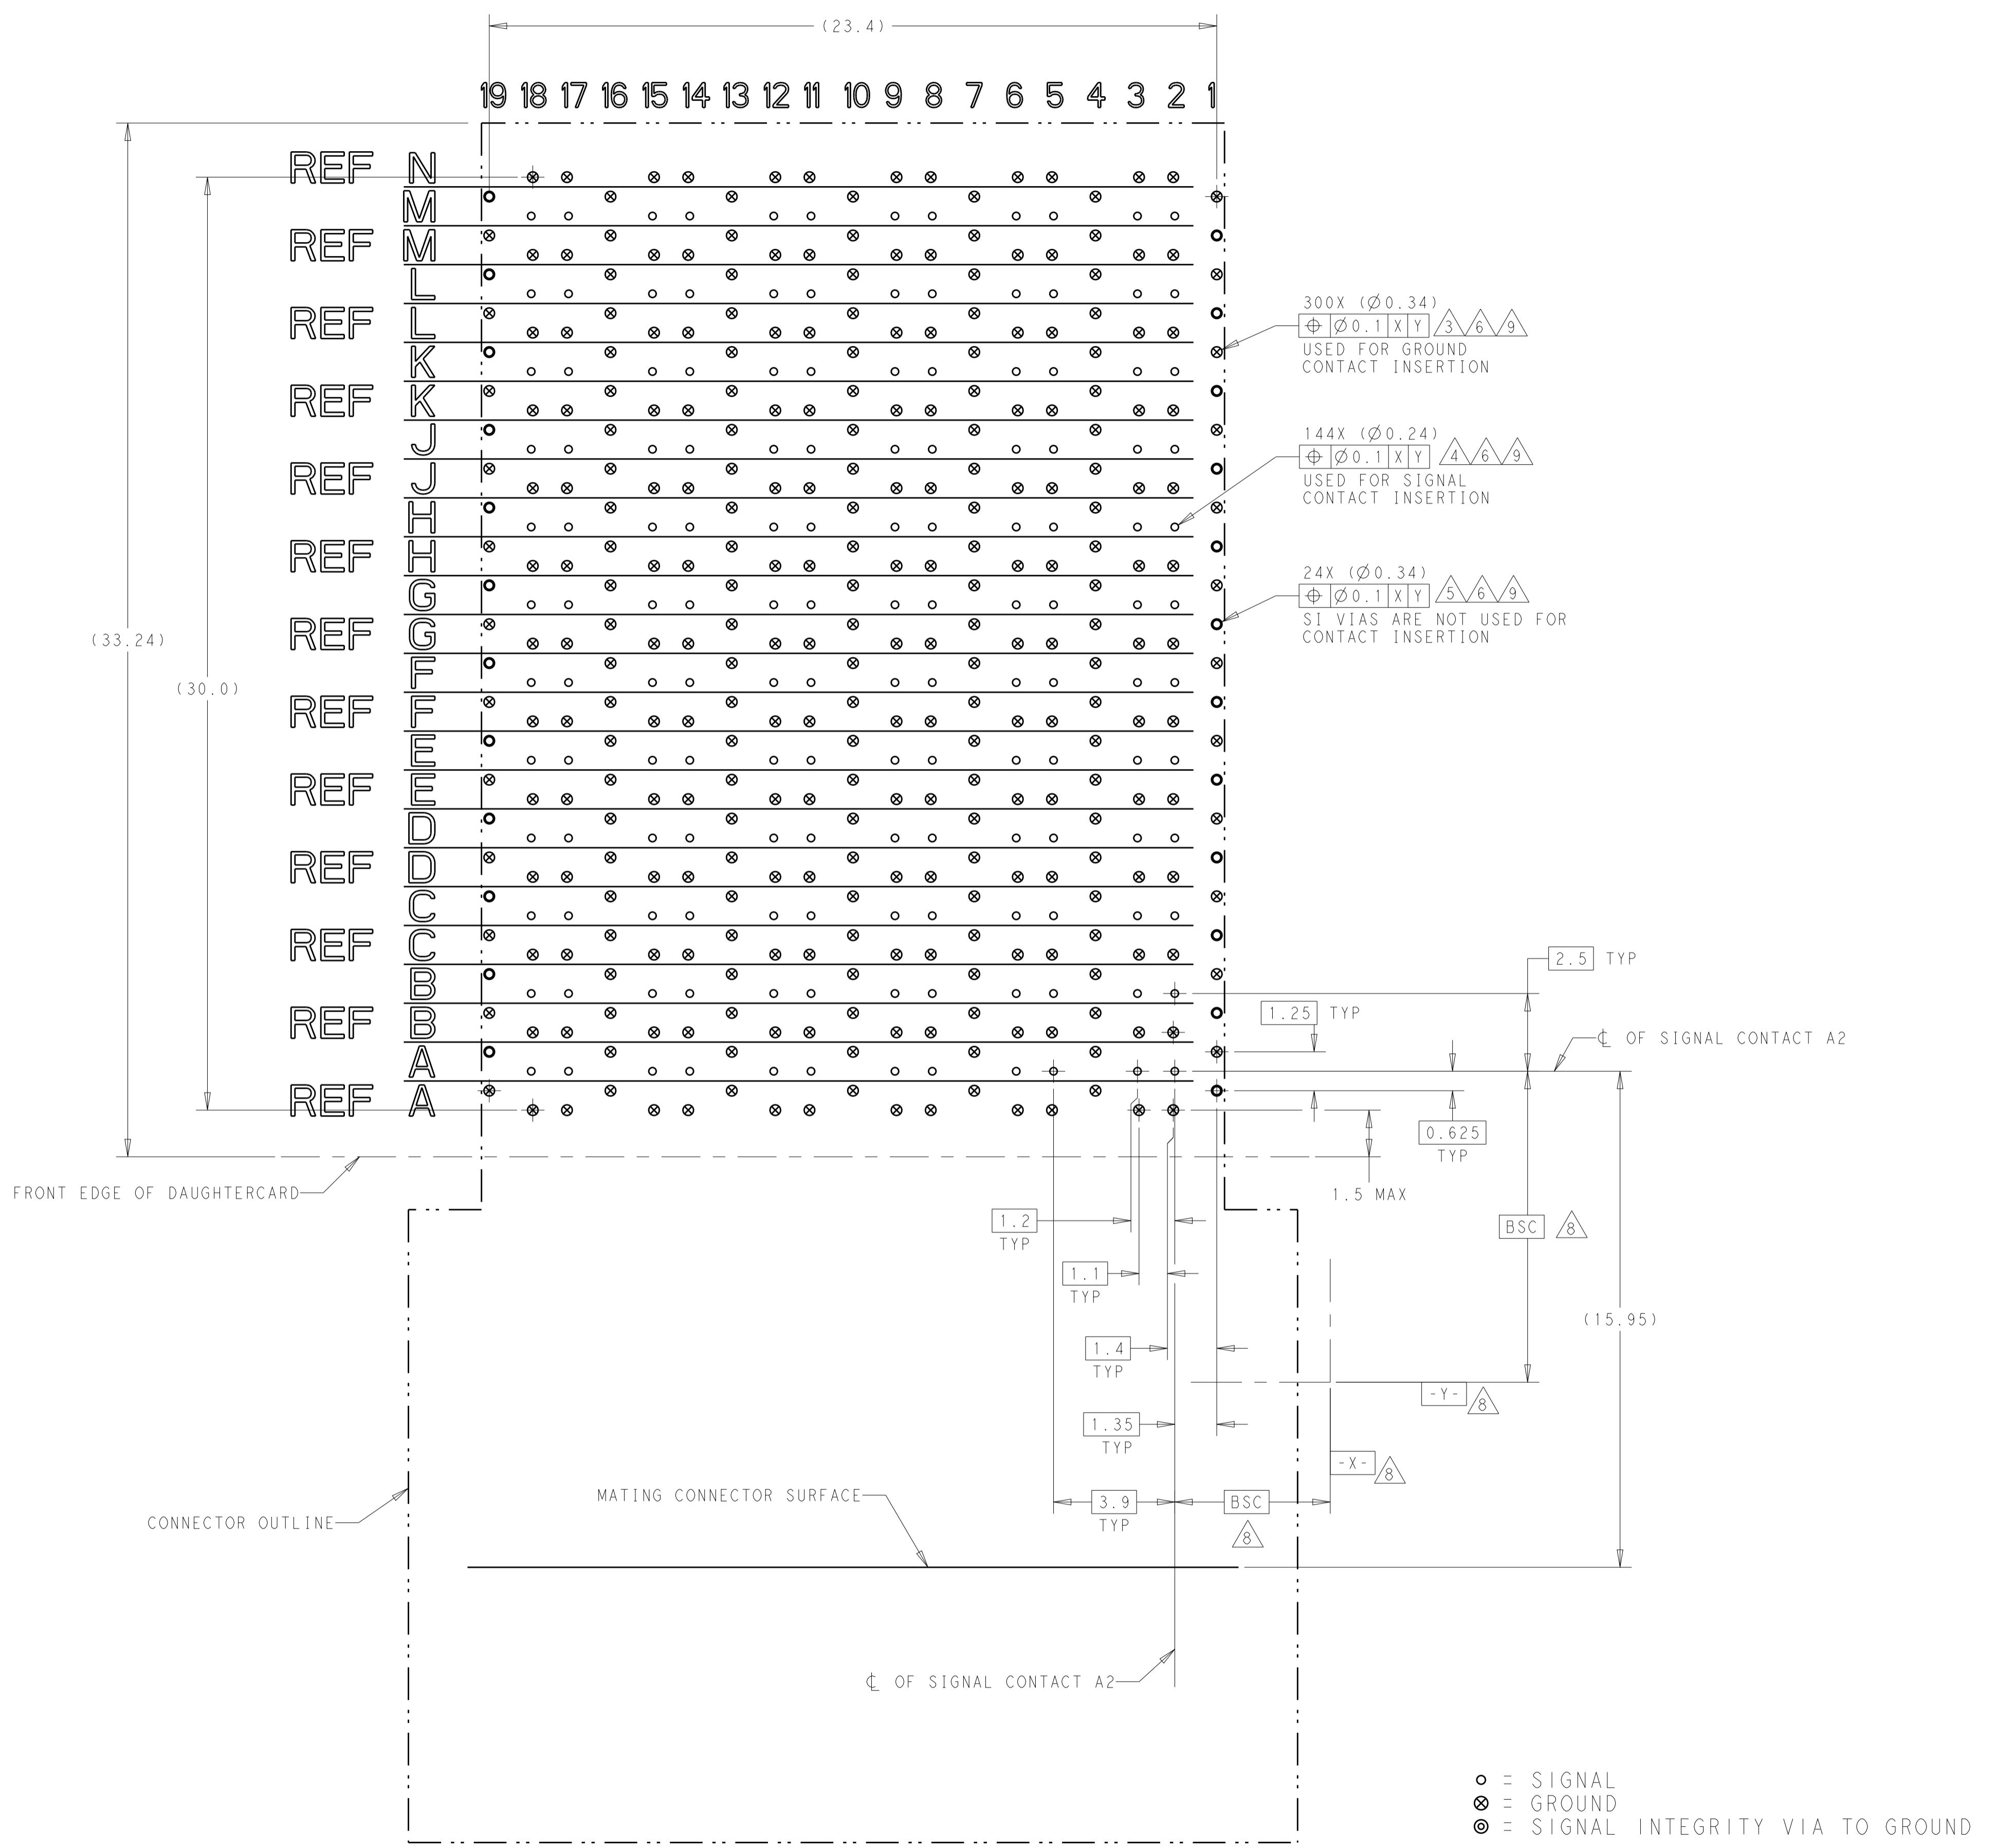 (23.4)
19 18 17 16 15 14 13 12 11 10 9 8 7 6 5 4 3 2 1
REF N
M
REF M
L
REF L
K
REF K
J
REF J
H
REF H
G
REF G
F
REF F
E
REF E
D
REF D
C
REF C
B
REF B
A
REF A
(33.24)
(30.0)
300X (Ø0.34)
⌖ Ø0.1 X Y 3 6 9
USED FOR GROUND
CONTACT INSERTION
144X (Ø0.24)
⌖ Ø0.1 X Y 4 6 9
USED FOR SIGNAL
CONTACT INSERTION
24X (Ø0.34)
⌖ Ø0.1 X Y 5 6 9
SI VIAS ARE NOT USED FOR
CONTACT INSERTION
2.5 TYP
1.25 TYP
℄ OF SIGNAL CONTACT A2
0.625
TYP
1.5 MAX
FRONT EDGE OF DAUGHTERCARD
1.2
TYP
BSC 8
1.1
TYP
(15.95)
1.4
TYP
-Y- 8
1.35
TYP
-X- 8
MATING CONNECTOR SURFACE
3.9
TYP
BSC
8
CONNECTOR OUTLINE
℄ OF SIGNAL CONTACT A2
= SIGNAL
= GROUND
= SIGNAL INTEGRITY VIA TO GROUND